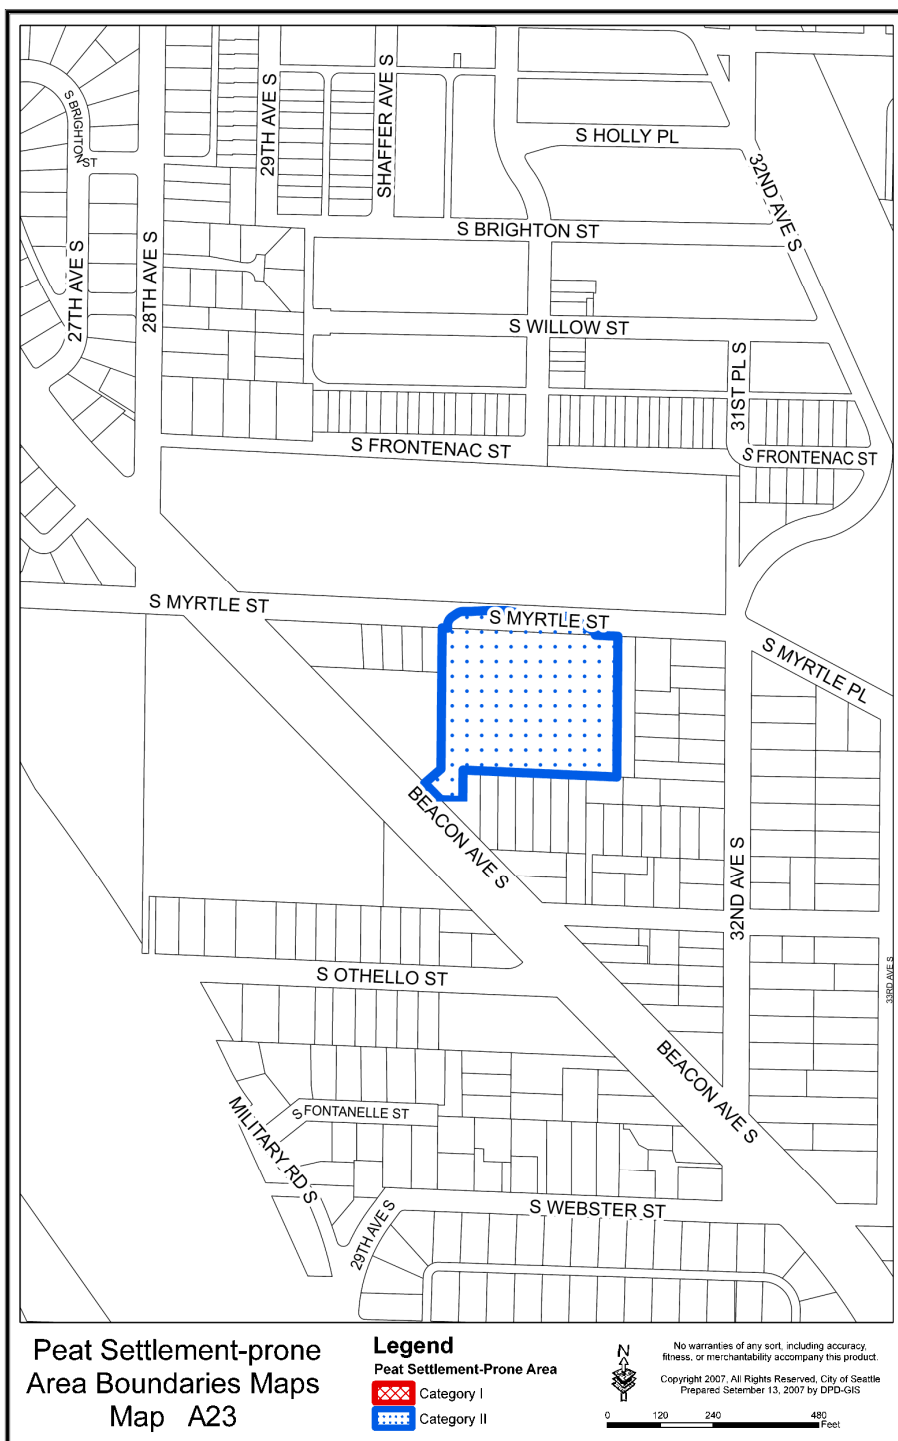 S BRIGHTON ST
29TH AVE S
SHAFFER AVE S
S HOLLY PL
32ND AVE S
S BRIGHTON ST
27TH AVE S
28TH AVE S
S WILLOW ST
31ST PL S
S FRONTENAC ST
S FRONTENAC ST
S MYRTLE ST
S MYRTLE ST
S MYRTLE PL
BEACON AVE S
32ND AVE S
S OTHELLO ST
33RD AVE S
BEACON AVE S
S FONTANELLE ST
MILITARY RD S
29TH AVE S
S WEBSTER ST
Peat Settlement-prone
Area Boundaries Maps
Map A23
Legend
Peat Settlement-Prone Area
Category I
Category II
N
No warranties of any sort, including accuracy,
fitness, or merchantability accompany this product.
Copyright 2007, All Rights Reserved, City of Seattle
Prepared Setember 13, 2007 by DPD-GIS
0 120 240 480
Feet